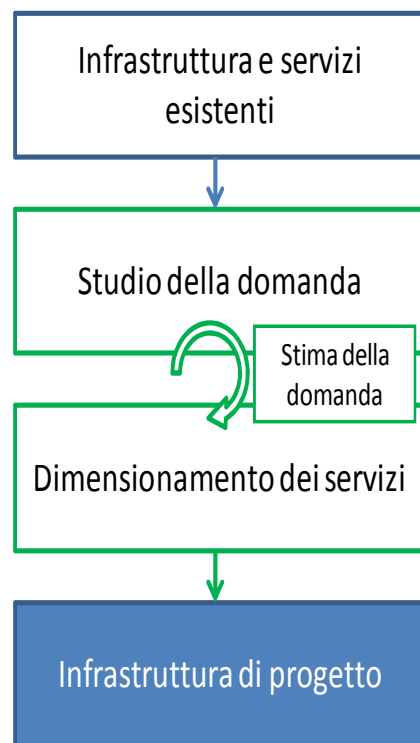 Infrastruttura e servizi
esistenti
Studio della domanda
Stima della
domanda
Dimensionamento dei servizi
Infrastruttura di progetto